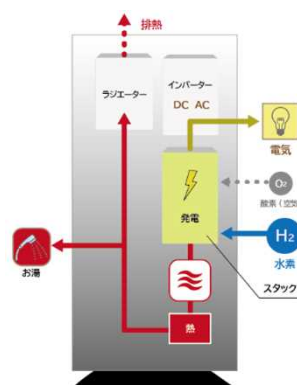 排熱
ラジエーター
インバーター
DC AC
電気
O2
酸素(空気
発電
H2
水素
お湯
スタック
熱